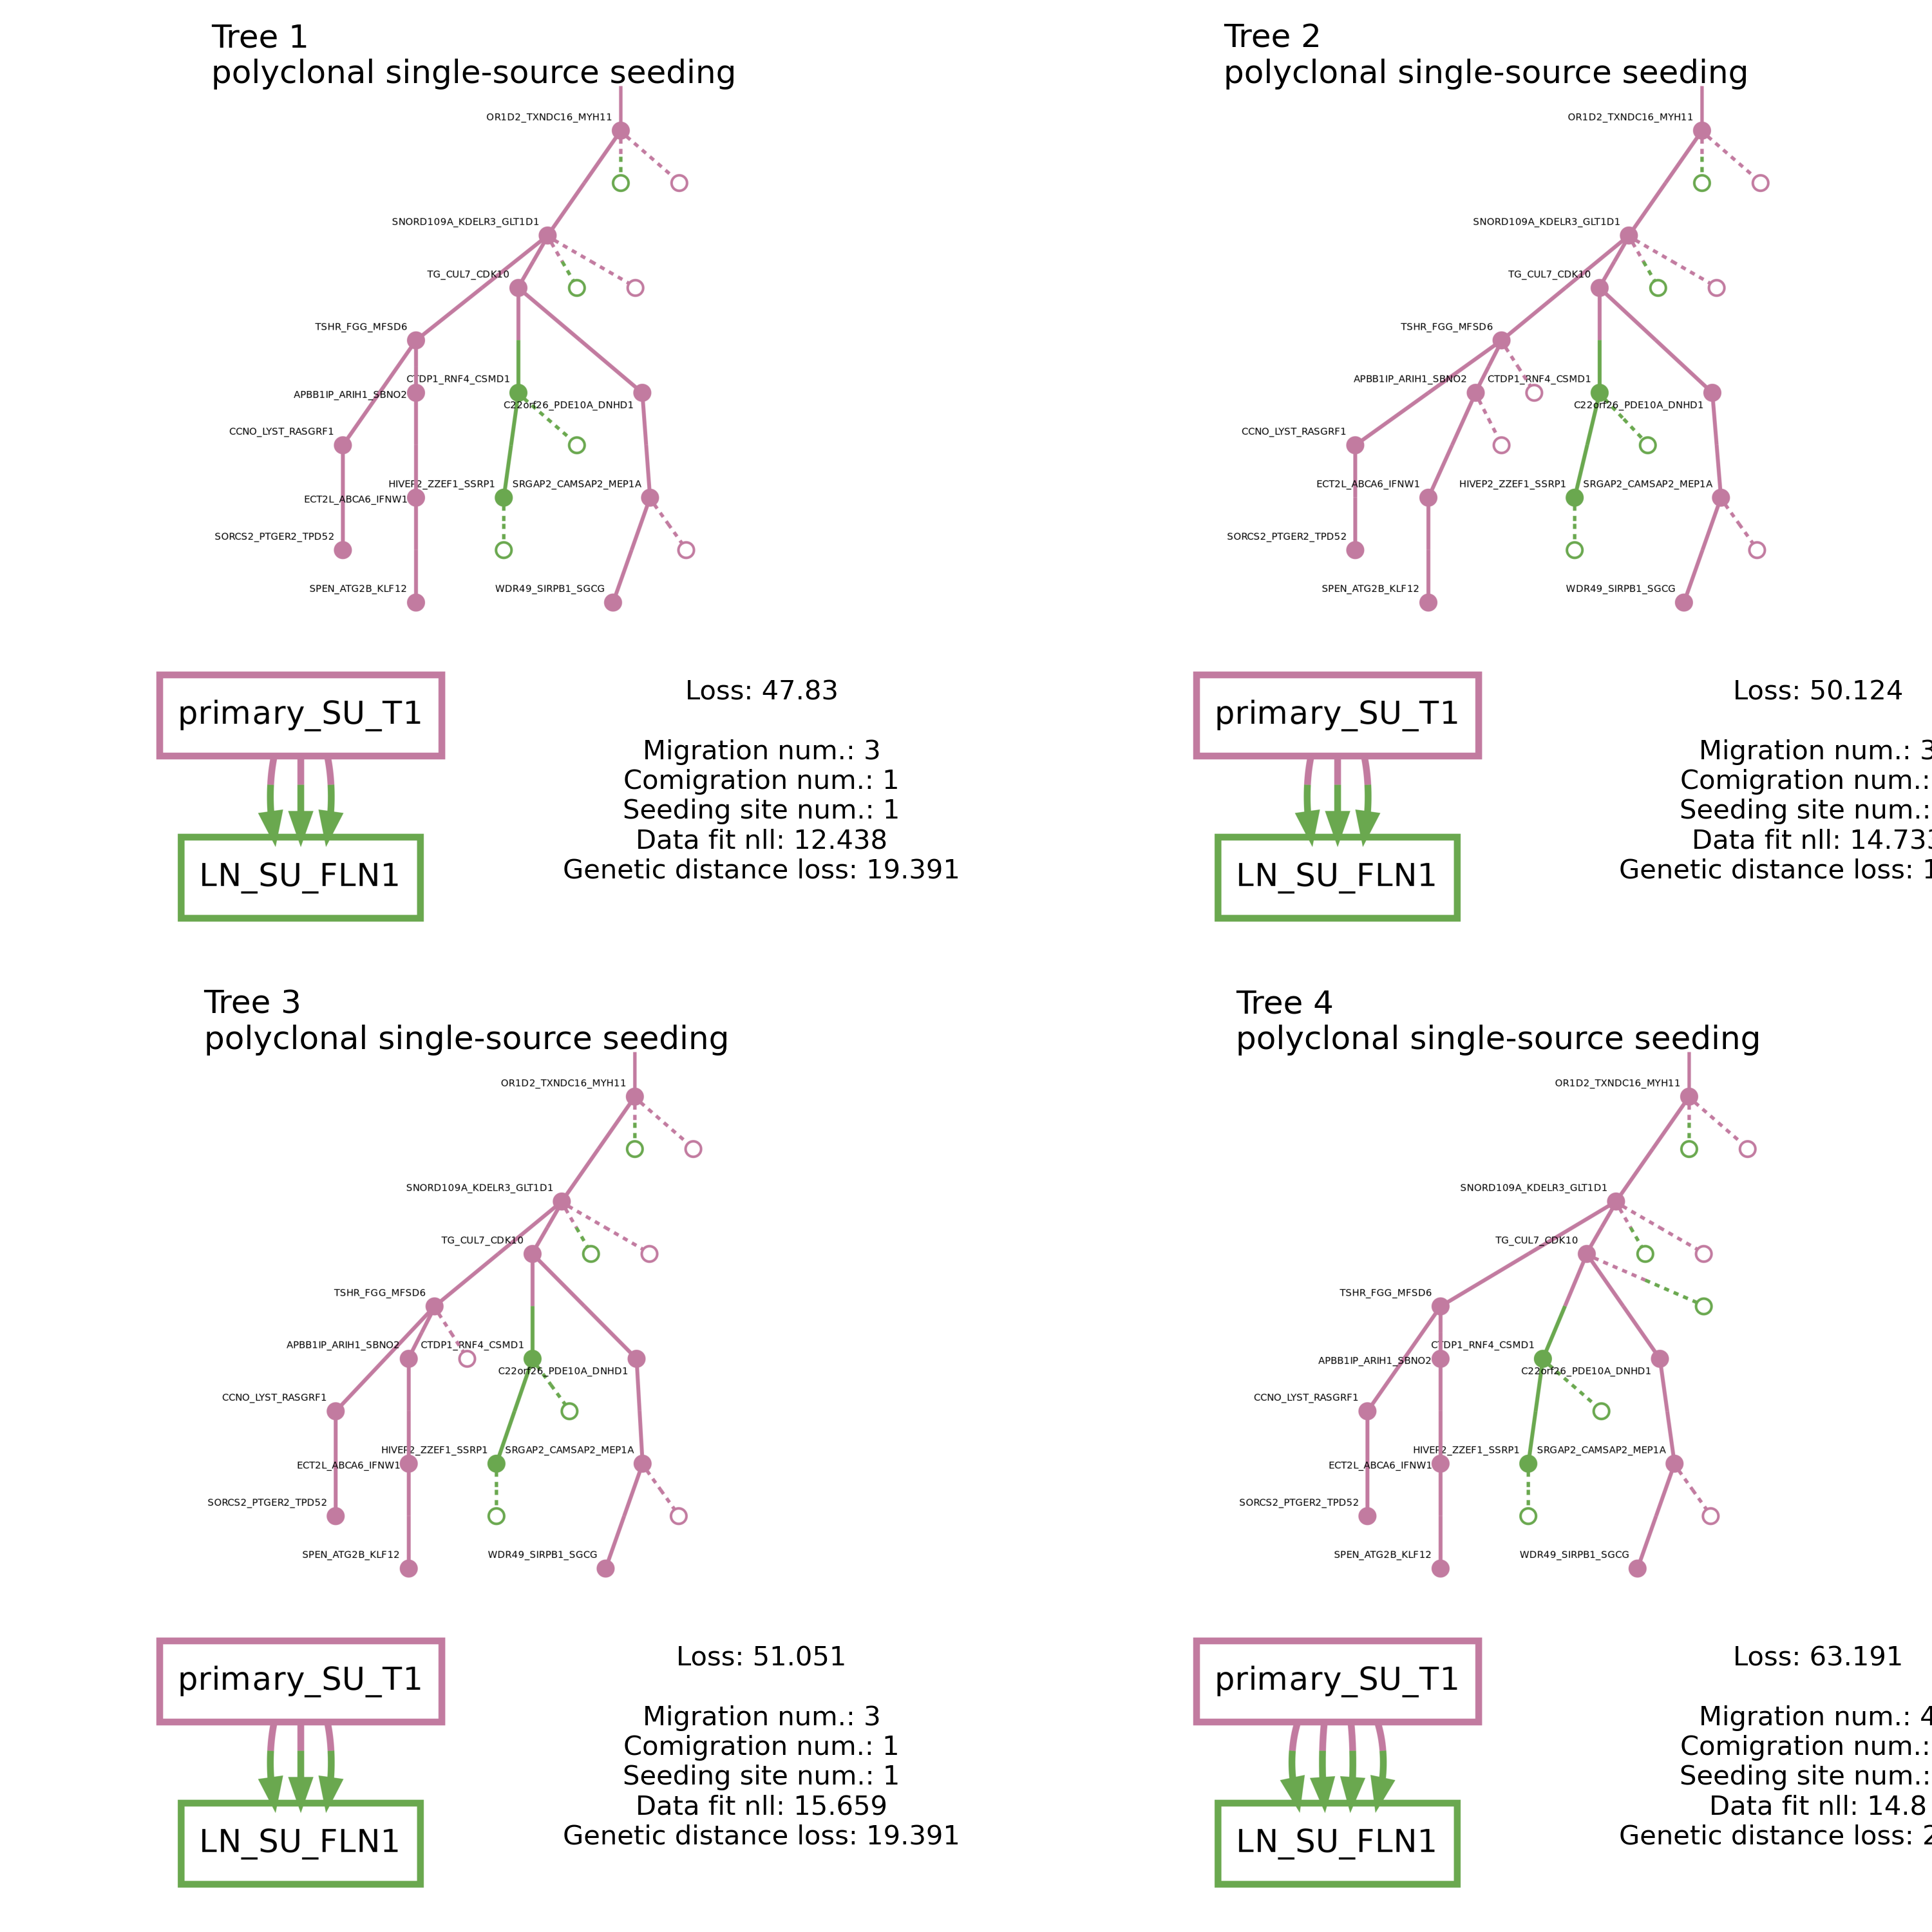 Tree 1
polyclonal single-source seeding
OR1D2_TXNDC16_MYH11
SNORD109A_KDELR3_GLT1D1
TG_CUL7_CDK10
TSHR_FGG_MFSD6
CTDP1_RNF4_CSMD1
APBB1IP_ARIH1_SBNO2
C22orf26_PDE10A_DNHD1
CCNO_LYST_RASGRF1
HIVEP2_ZZEF1_SSRP1
SRGAP2_CAMSAP2_MEP1A
ECT2L_ABCA6_IFNW1
SORCS2_PTGER2_TPD52
SPEN_ATG2B_KLF12
WDR49_SIRPB1_SGCG
primary_SU_T1
LN_SU_FLN1
Loss: 47.83
Migration num.: 3
Comigration num.: 1
Seeding site num.: 1
Data fit nll: 12.438
Genetic distance loss: 19.391
Tree 2
polyclonal single-source seeding
OR1D2_TXNDC16_MYH11
SNORD109A_KDELR3_GLT1D1
TG_CUL7_CDK10
TSHR_FGG_MFSD6
APBB1IP_ARIH1_SBNO2
CTDP1_RNF4_CSMD1
C22orf26_PDE10A_DNHD1
CCNO_LYST_RASGRF1
ECT2L_ABCA6_IFNW1
HIVEP2_ZZEF1_SSRP1
SRGAP2_CAMSAP2_MEP1A
SORCS2_PTGER2_TPD52
SPEN_ATG2B_KLF12
WDR49_SIRPB1_SGCG
primary_SU_T1
LN_SU_FLN1
Loss: 50.124
Migration num.: 3
Comigration num.:
Seeding site num.:
Data fit nll: 14.733
Genetic distance loss: 1
Tree 3
polyclonal single-source seeding
OR1D2_TXNDC16_MYH11
SNORD109A_KDELR3_GLT1D1
TG_CUL7_CDK10
TSHR_FGG_MFSD6
APBB1IP_ARIH1_SBNO2
CTDP1_RNF4_CSMD1
C22orf26_PDE10A_DNHD1
CCNO_LYST_RASGRF1
HIVEP2_ZZEF1_SSRP1
SRGAP2_CAMSAP2_MEP1A
ECT2L_ABCA6_IFNW1
SORCS2_PTGER2_TPD52
SPEN_ATG2B_KLF12
WDR49_SIRPB1_SGCG
primary_SU_T1
LN_SU_FLN1
Loss: 51.051
Migration num.: 3
Comigration num.: 1
Seeding site num.: 1
Data fit nll: 15.659
Genetic distance loss: 19.391
Tree 4
polyclonal single-source seeding
OR1D2_TXNDC16_MYH11
SNORD109A_KDELR3_GLT1D1
TG_CUL7_CDK10
TSHR_FGG_MFSD6
CTDP1_RNF4_CSMD1
APBB1IP_ARIH1_SBNO2
C22orf26_PDE10A_DNHD1
CCNO_LYST_RASGRF1
HIVEP2_ZZEF1_SSRP1
SRGAP2_CAMSAP2_MEP1A
ECT2L_ABCA6_IFNW1
SORCS2_PTGER2_TPD52
SPEN_ATG2B_KLF12
WDR49_SIRPB1_SGCG
primary_SU_T1
LN_SU_FLN1
Loss: 63.191
Migration num.: 4
Comigration num.:
Seeding site num.:
Data fit nll: 14.8
Genetic distance loss: 2